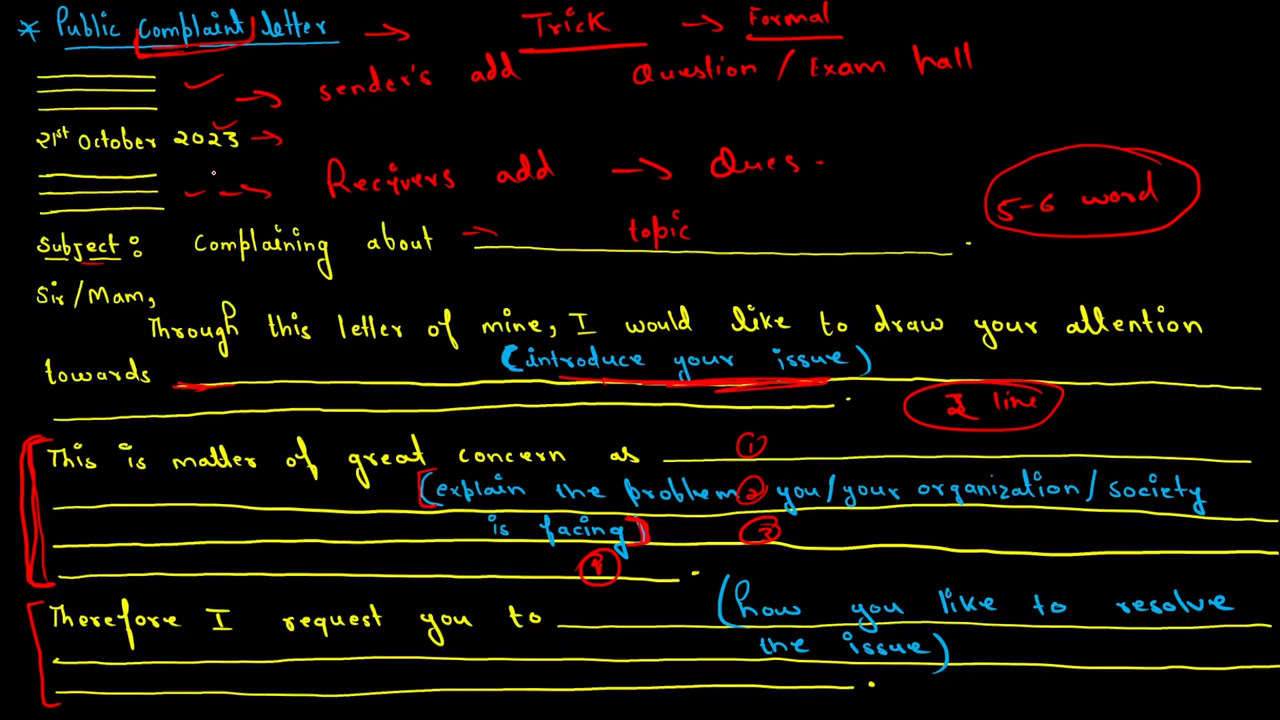 * Public Complaint letter → Trick → Formal
→ sender's add Question / Exam hall
21st October 2023 →
→ Recivers add → Ques.
5-6 word
Subject: Complaining about → topic .
Sir/Mam,
Through this letter of mine, I would like to draw your attention
towards (introduce your issue)
line
This is matter of great concern as ①
(explain the problem ② you/your organization/society
is facing) ③
④
Therefore I request you to (how you like to resolve
the issue)